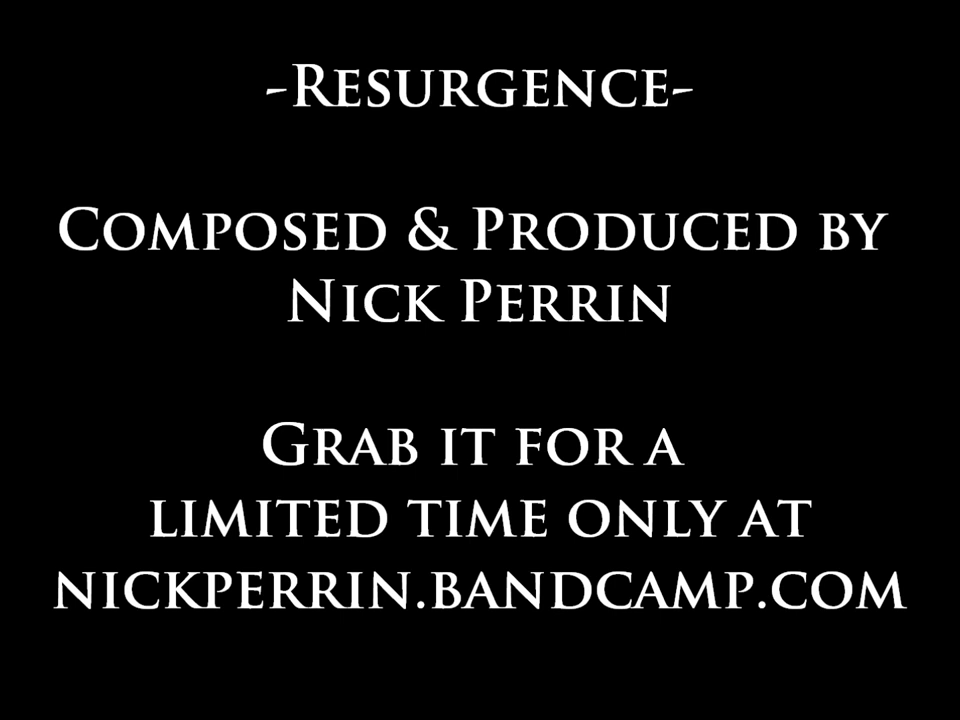 -Resurgence-
Composed & Produced by
Nick Perrin
Grab it for a
limited time only at
nickperrin.bandcamp.com